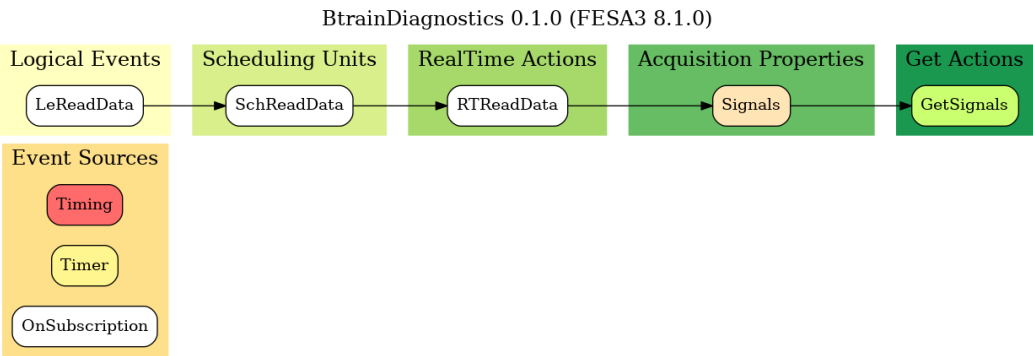 BtrainDiagnostics 0.1.0 (FESA3 8.1.0)
Logical Events
LeReadData
Scheduling Units
SchReadData
RealTime Actions
RTReadData
Acquisition Properties
Signals
Get Actions
GetSignals
Event Sources
Timing
Timer
OnSubscription